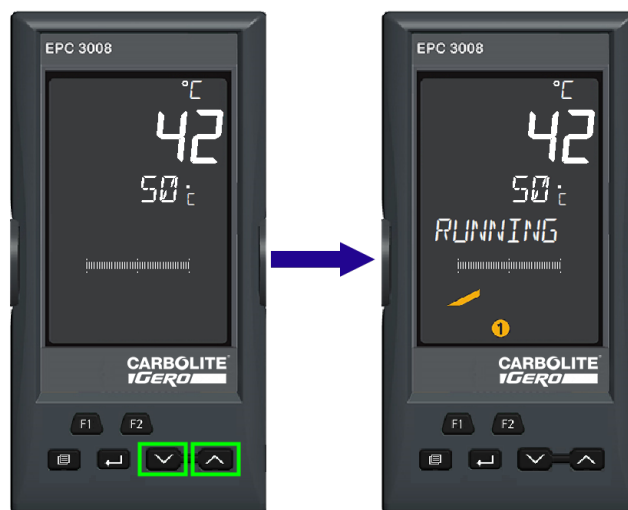 EPC 3008
°C
42
50 °C
CARBOLITE
GERO
F1 F2
EPC 3008
°C
42
50 °C
RUNNING
1
CARBOLITE
GERO
F1 F2